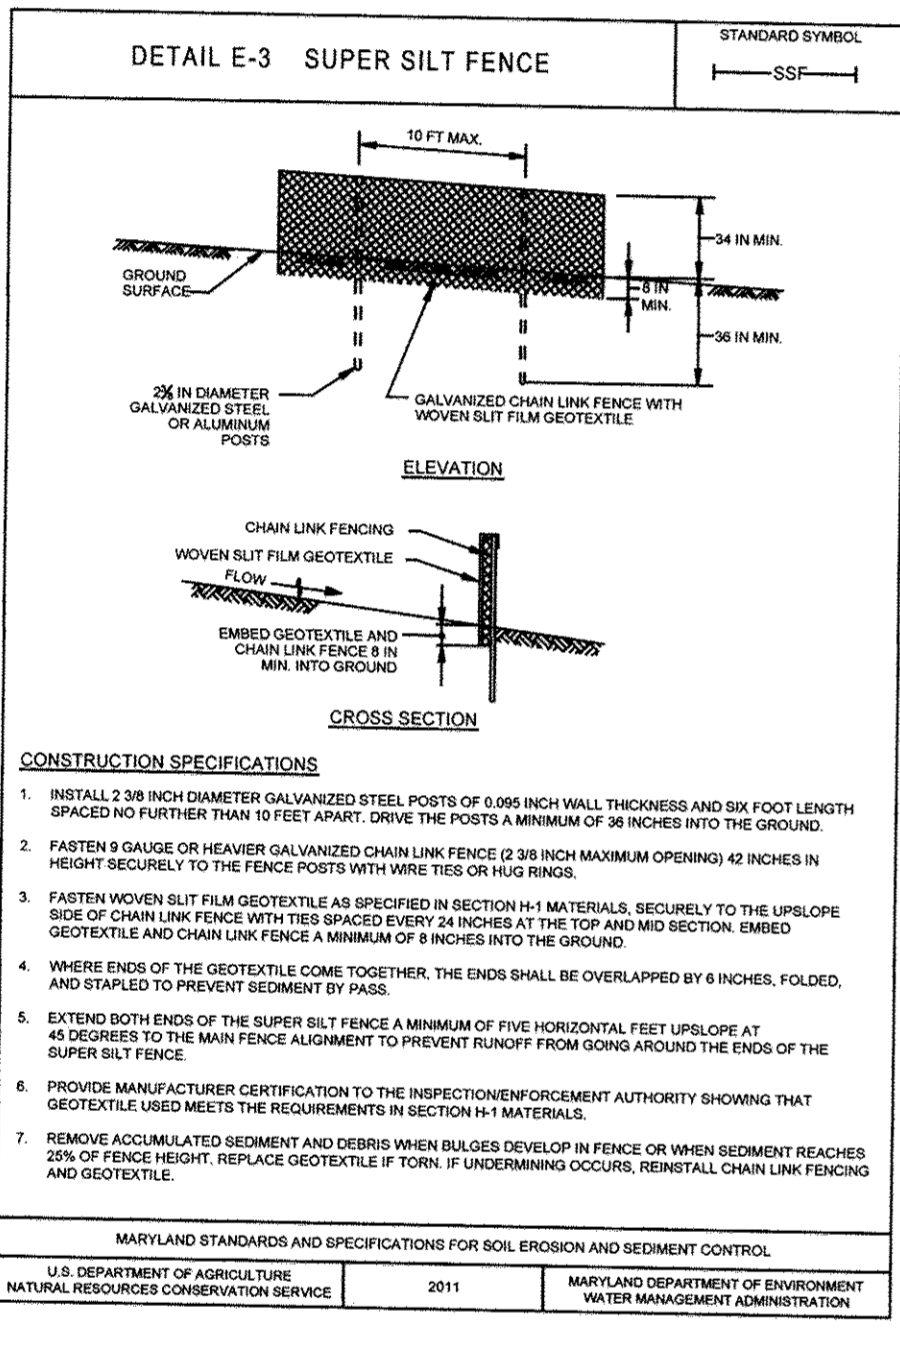 DETAIL E-3 SUPER SILT FENCE
STANDARD SYMBOL
SSF
10 FT MAX.
34 IN MIN.
GROUND
SURFACE
8 IN
MIN.
36 IN MIN.
2⅜ IN DIAMETER
GALVANIZED STEEL
OR ALUMINUM
POSTS
GALVANIZED CHAIN LINK FENCE WITH
WOVEN SLIT FILM GEOTEXTILE
ELEVATION
CHAIN LINK FENCING
WOVEN SLIT FILM GEOTEXTILE
FLOW
EMBED GEOTEXTILE AND
CHAIN LINK FENCE 8 IN
MIN. INTO GROUND
CROSS SECTION
CONSTRUCTION SPECIFICATIONS
1. INSTALL 2 3/8 INCH DIAMETER GALVANIZED STEEL POSTS OF 0.095 INCH WALL THICKNESS AND SIX FOOT LENGTH
SPACED NO FURTHER THAN 10 FEET APART. DRIVE THE POSTS A MINIMUM OF 36 INCHES INTO THE GROUND.
2. FASTEN 9 GAUGE OR HEAVIER GALVANIZED CHAIN LINK FENCE (2 3/8 INCH MAXIMUM OPENING) 42 INCHES IN
HEIGHT SECURELY TO THE FENCE POSTS WITH WIRE TIES OR HUG RINGS.
3. FASTEN WOVEN SLIT FILM GEOTEXTILE AS SPECIFIED IN SECTION H-1 MATERIALS, SECURELY TO THE UPSLOPE
SIDE OF CHAIN LINK FENCE WITH TIES SPACED EVERY 24 INCHES AT THE TOP AND MID SECTION. EMBED
GEOTEXTILE AND CHAIN LINK FENCE A MINIMUM OF 8 INCHES INTO THE GROUND.
4. WHERE ENDS OF THE GEOTEXTILE COME TOGETHER, THE ENDS SHALL BE OVERLAPPED BY 6 INCHES, FOLDED,
AND STAPLED TO PREVENT SEDIMENT BY PASS.
5. EXTEND BOTH ENDS OF THE SUPER SILT FENCE A MINIMUM OF FIVE HORIZONTAL FEET UPSLOPE AT
45 DEGREES TO THE MAIN FENCE ALIGNMENT TO PREVENT RUNOFF FROM GOING AROUND THE ENDS OF THE
SUPER SILT FENCE.
6. PROVIDE MANUFACTURER CERTIFICATION TO THE INSPECTION/ENFORCEMENT AUTHORITY SHOWING THAT
GEOTEXTILE USED MEETS THE REQUIREMENTS IN SECTION H-1 MATERIALS.
7. REMOVE ACCUMULATED SEDIMENT AND DEBRIS WHEN BULGES DEVELOP IN FENCE OR WHEN SEDIMENT REACHES
25% OF FENCE HEIGHT. REPLACE GEOTEXTILE IF TORN. IF UNDERMINING OCCURS, REINSTALL CHAIN LINK FENCING
AND GEOTEXTILE.
MARYLAND STANDARDS AND SPECIFICATIONS FOR SOIL EROSION AND SEDIMENT CONTROL
U.S. DEPARTMENT OF AGRICULTURE
NATURAL RESOURCES CONSERVATION SERVICE
2011
MARYLAND DEPARTMENT OF ENVIRONMENT
WATER MANAGEMENT ADMINISTRATION